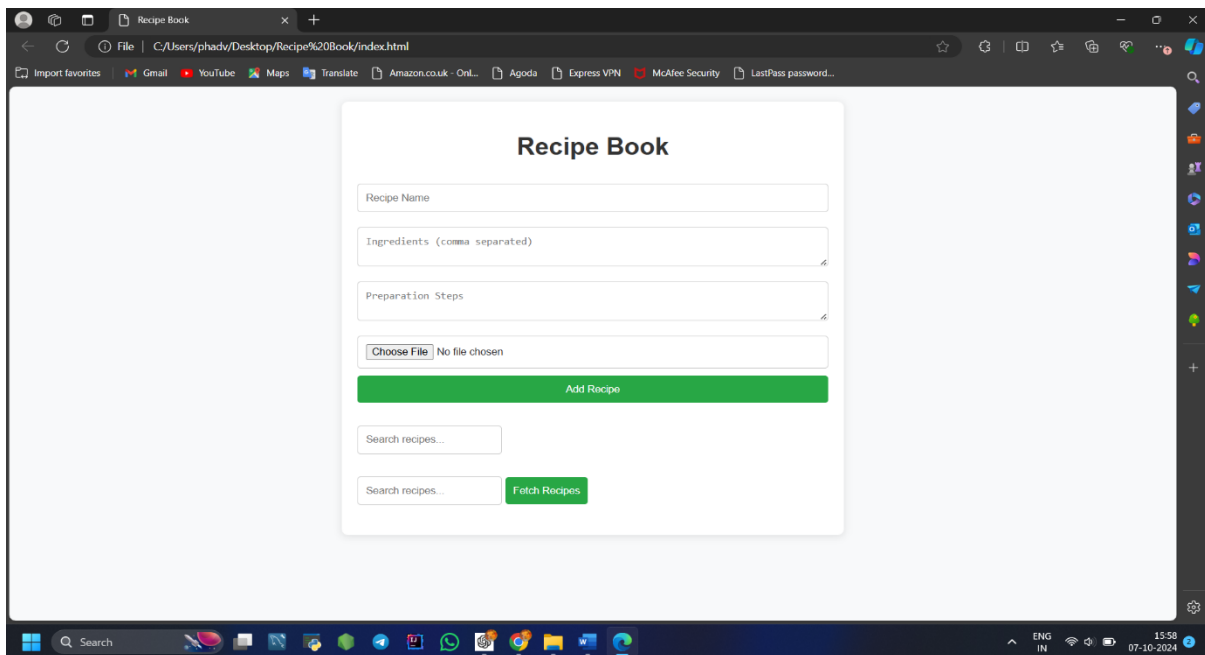 Recipe Book
File | C:/Users/phadv/Desktop/Recipe%20Book/index.html
Import favorites Gmail YouTube Maps Translate Amazon.co.uk - Onl... Agoda Express VPN McAfee Security LastPass password...
Recipe Book
Recipe Name
Ingredients (comma separated)
Preparation Steps
Choose File No file chosen
Add Recipe
Search recipes...
Search recipes... Fetch Recipes
Search ENG 15:58
IN 07-10-2024